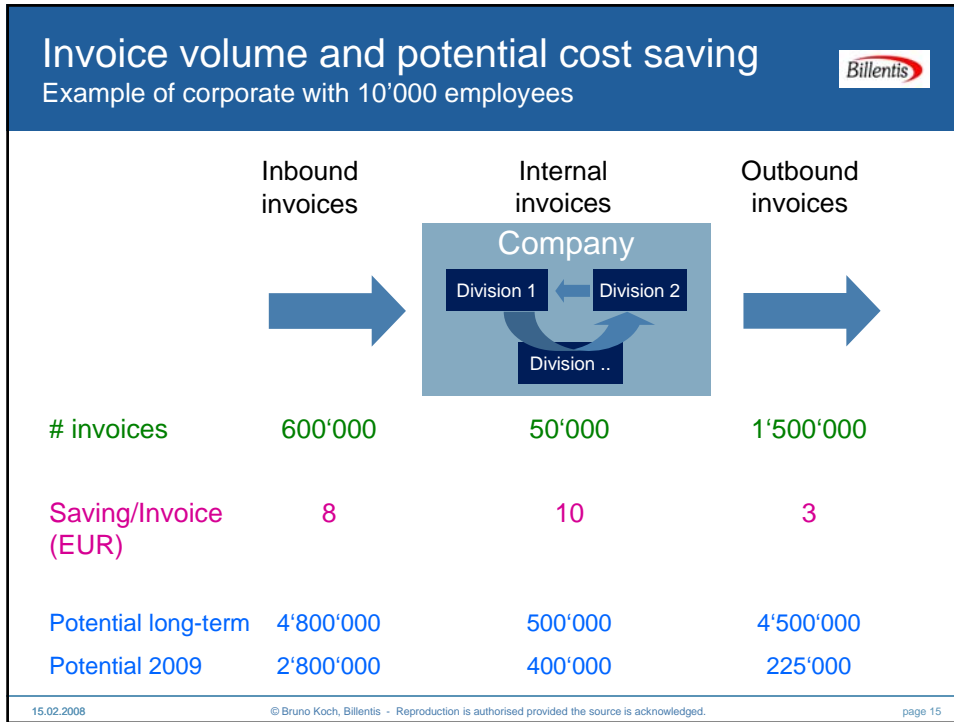 Invoice volume and potential cost saving
Example of corporate with 10’000 employees
Billentis
Inbound
invoices
Internal
invoices
Outbound
invoices
Company
Division 1
Division 2
Division ..
# invoices 600‘000 50‘000 1‘500‘000
Saving/Invoice 8 10 3
(EUR)
Potential long-term 4‘800‘000 500‘000 4‘500‘000
Potential 2009 2‘800‘000 400‘000 225‘000
15.02.2008 © Bruno Koch, Billentis - Reproduction is authorised provided the source is acknowledged. page 15